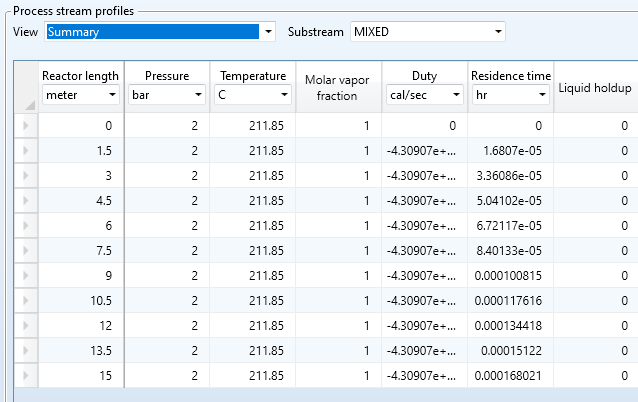 Process stream profiles
View Summary Substream MIXED
Reactor length Pressure Temperature Molar vapor fraction Duty Residence time Liquid holdup
meter bar C cal/sec hr
0 2 211.85 1 0 0 0
1.5 2 211.85 1 -4.30907e+... 1.6807e-05 0
3 2 211.85 1 -4.30907e+... 3.36086e-05 0
4.5 2 211.85 1 -4.30907e+... 5.04102e-05 0
6 2 211.85 1 -4.30907e+... 6.72117e-05 0
7.5 2 211.85 1 -4.30907e+... 8.40133e-05 0
9 2 211.85 1 -4.30907e+... 0.000100815 0
10.5 2 211.85 1 -4.30907e+... 0.000117616 0
12 2 211.85 1 -4.30907e+... 0.000134418 0
13.5 2 211.85 1 -4.30907e+... 0.00015122 0
15 2 211.85 1 -4.30907e+... 0.000168021 0